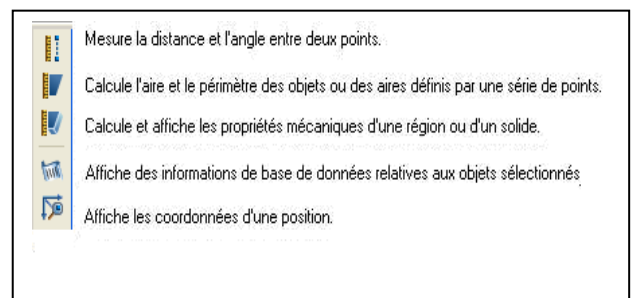 Mesure la distance et l'angle entre deux points.
Calcule l'aire et le périmètre des objets ou des aires définis par une série de points.
Calcule et affiche les propriétés mécaniques d'une région ou d'un solide.
Affiche des informations de base de données relatives aux objets sélectionnés
Affiche les coordonnées d'une position.